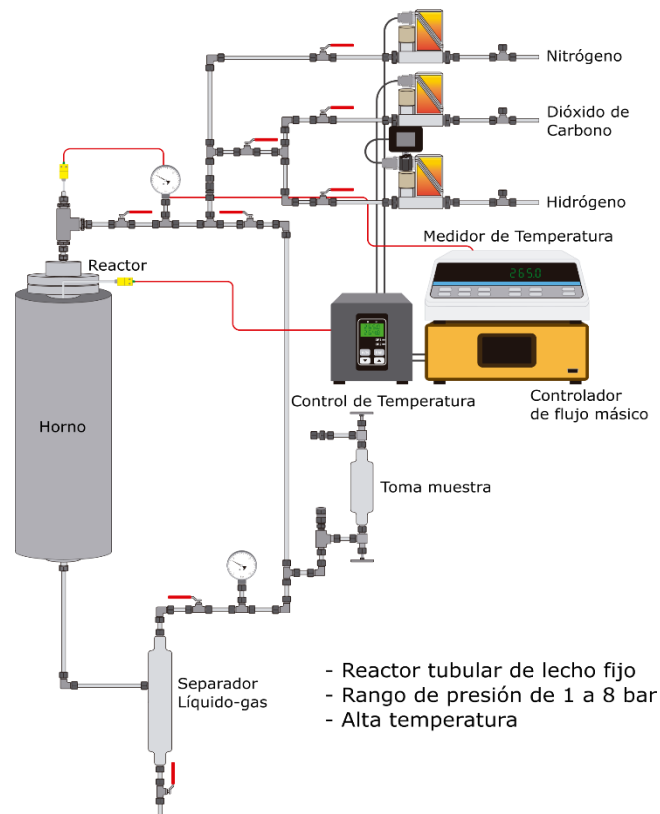 Nitrógeno
Dióxido de
Carbono
Hidrógeno
Medidor de Temperatura
265.0
Reactor
Horno
Control de Temperatura
Controlador
de flujo másico
Toma muestra
Separador
Líquido-gas
- Reactor tubular de lecho fijo
- Rango de presión de 1 a 8 bar
- Alta temperatura